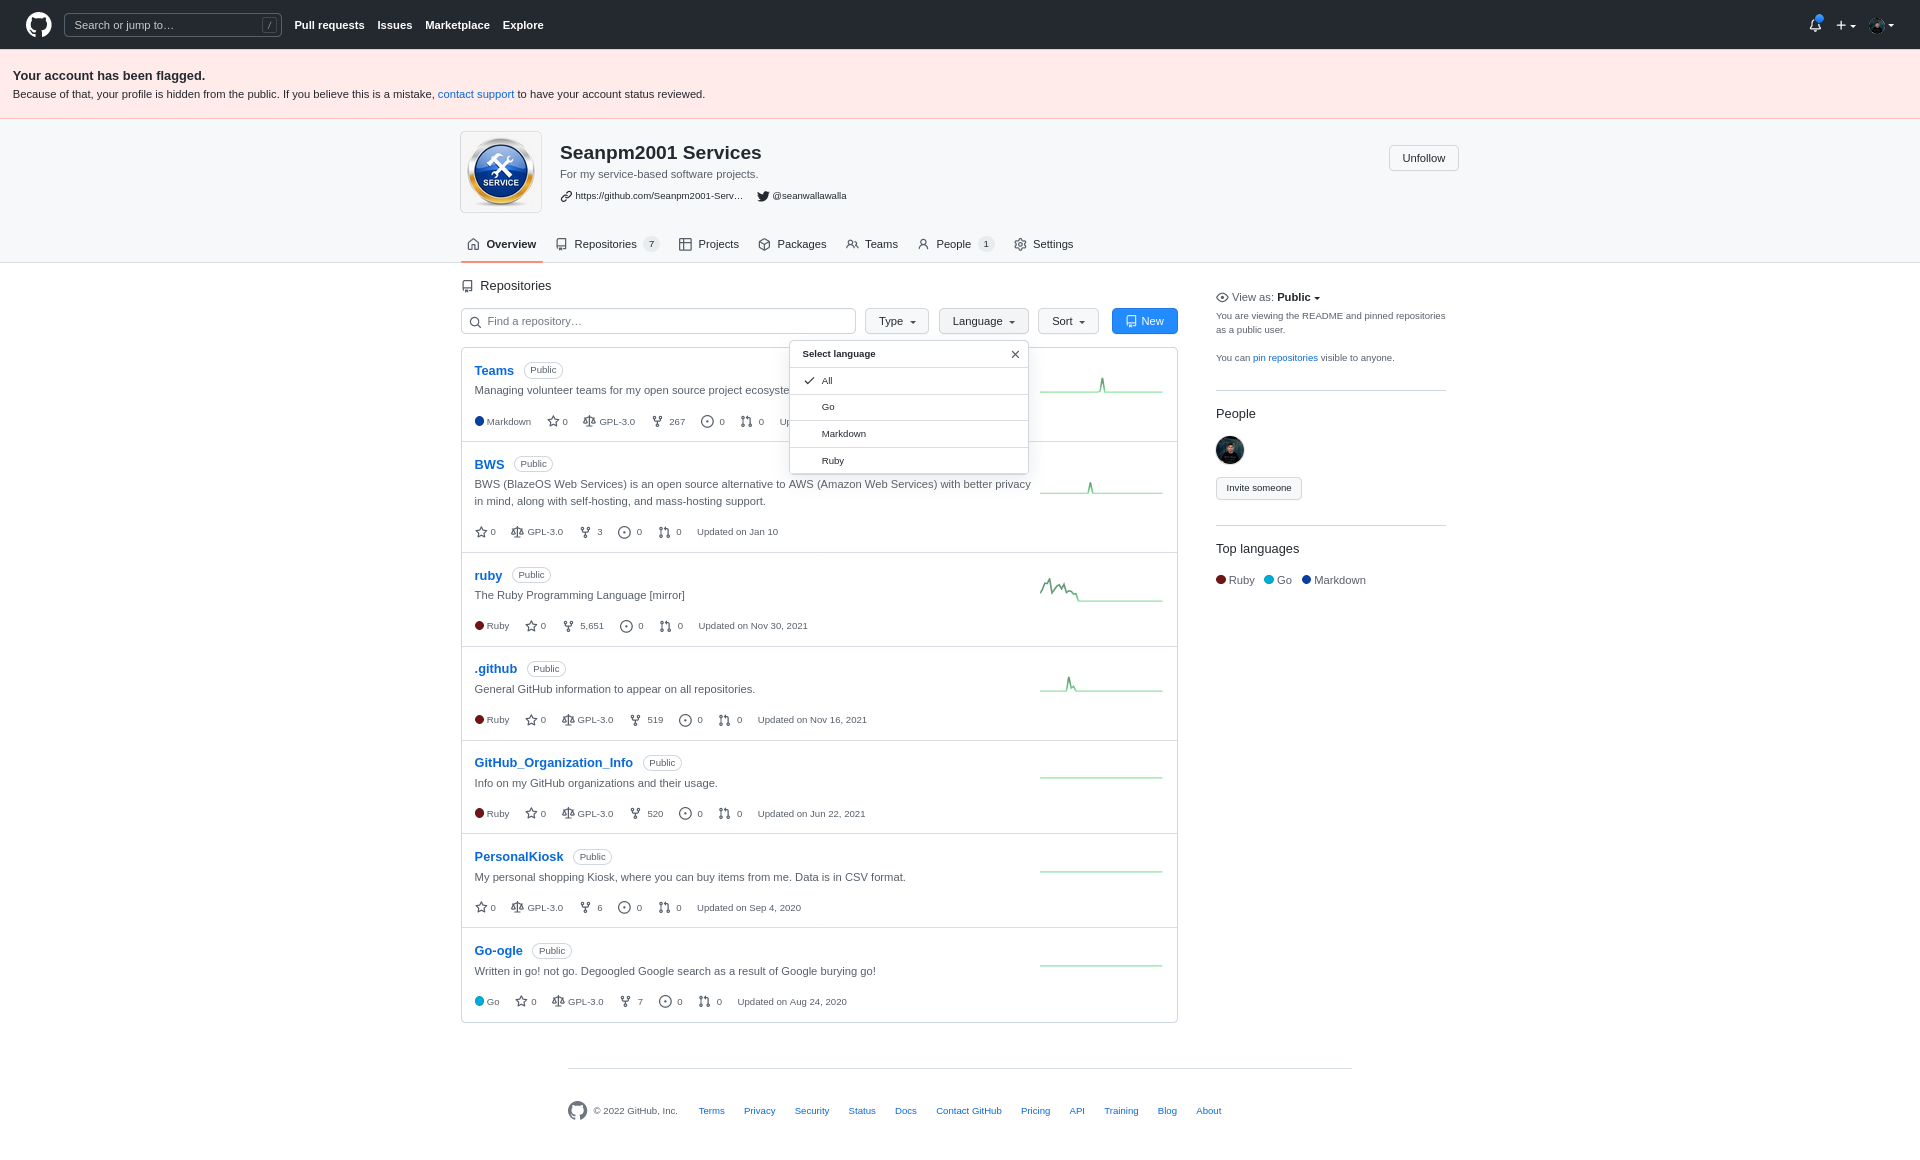 Search or jump to…
/
Pull requests
Issues
Marketplace
Explore
Your account has been flagged.
Because of that, your profile is hidden from the public. If you believe this is a mistake, contact support to have your account status reviewed.
SERVICE
Seanpm2001 Services
For my service-based software projects.
https://github.com/Seanpm2001-Serv…
@seanwallawalla
Unfollow
Overview
Repositories 7
Projects
Packages
Teams
People 1
Settings
Repositories
Find a repository…
Type
Language
Sort
New
Select language
All
Go
Markdown
Ruby
Teams Public
Managing volunteer teams for my open source project ecosyste
Markdown 0 GPL-3.0 267 0 0 Up
BWS Public
BWS (BlazeOS Web Services) is an open source alternative to AWS (Amazon Web Services) with better privacy
in mind, along with self-hosting, and mass-hosting support.
0 GPL-3.0 3 0 0 Updated on Jan 10
ruby Public
The Ruby Programming Language [mirror]
Ruby 0 5,651 0 0 Updated on Nov 30, 2021
.github Public
General GitHub information to appear on all repositories.
Ruby 0 GPL-3.0 519 0 0 Updated on Nov 16, 2021
GitHub_Organization_Info Public
Info on my GitHub organizations and their usage.
Ruby 0 GPL-3.0 520 0 0 Updated on Jun 22, 2021
PersonalKiosk Public
My personal shopping Kiosk, where you can buy items from me. Data is in CSV format.
0 GPL-3.0 6 0 0 Updated on Sep 4, 2020
Go-ogle Public
Written in go! not go. Degoogled Google search as a result of Google burying go!
Go 0 GPL-3.0 7 0 0 Updated on Aug 24, 2020
View as: Public
You are viewing the README and pinned repositories
as a public user.
You can pin repositories visible to anyone.
People
Invite someone
Top languages
Ruby Go Markdown
© 2022 GitHub, Inc.
Terms
Privacy
Security
Status
Docs
Contact GitHub
Pricing
API
Training
Blog
About